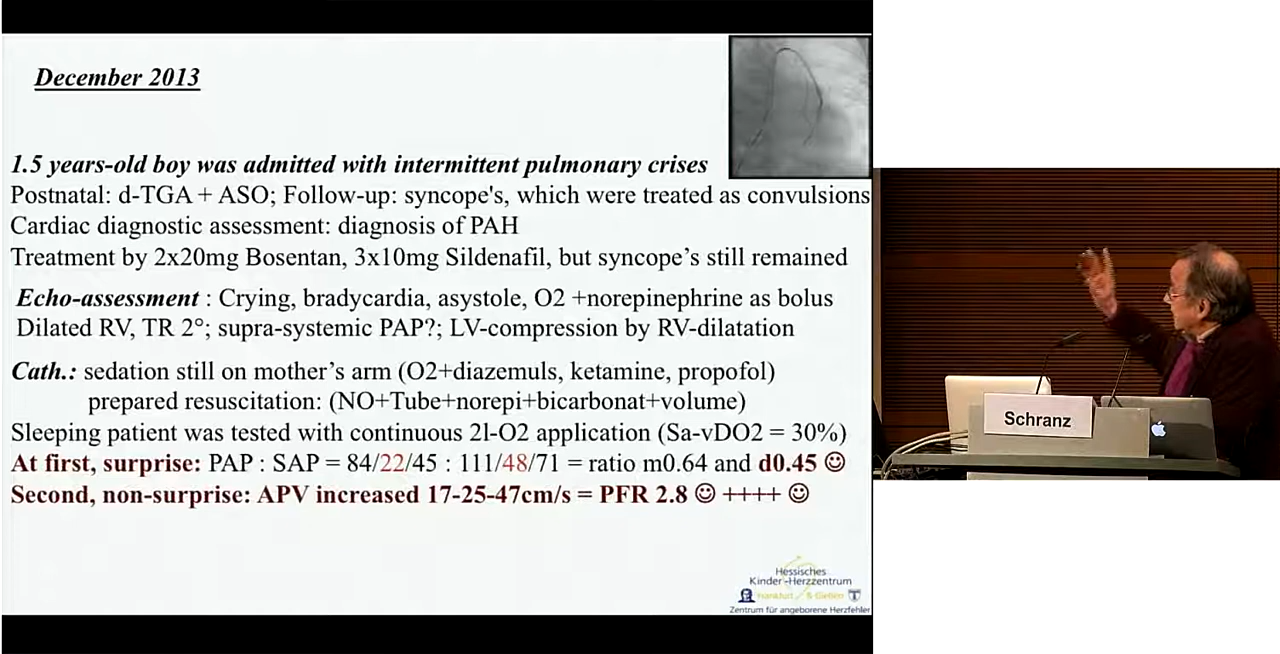 December 2013
1.5 years-old boy was admitted with intermittent pulmonary crises
Postnatal: d-TGA + ASO; Follow-up: syncope's, which were treated as convulsions
Cardiac diagnostic assessment: diagnosis of PAH
Treatment by 2x20mg Bosentan, 3x10mg Sildenafil, but syncope’s still remained
Echo-assessment : Crying, bradycardia, asystole, O2 +norepinephrine as bolus
Dilated RV, TR 2°; supra-systemic PAP?; LV-compression by RV-dilatation
Cath.: sedation still on mother’s arm (O2+diazemuls, ketamine, propofol)
prepared resuscitation: (NO+Tube+norepi+bicarbonat+volume)
Sleeping patient was tested with continuous 2l-O2 application (Sa-vDO2 = 30%)
At first, surprise: PAP : SAP = 84/22/45 : 111/48/71 = ratio m0.64 and d0.45 ☺
Second, non-surprise: APV increased 17-25-47cm/s = PFR 2.8 ☺ ++++ ☺
Hessisches
Kinder-Herzzentrum
Frankfurt & Gießen
Zentrum für angeborene Herzfehler
Schranz